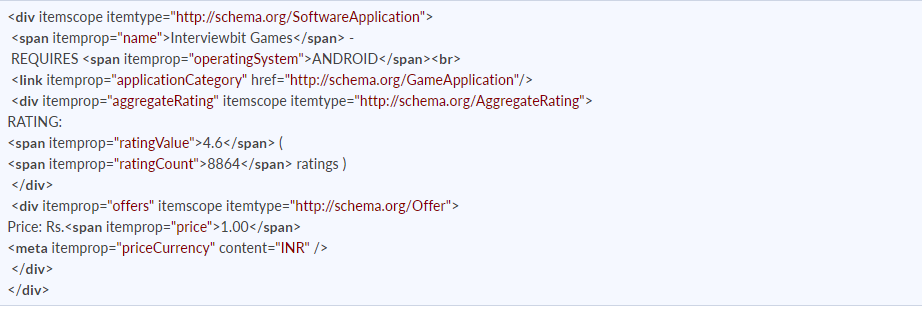 <div itemscope itemtype="http://schema.org/SoftwareApplication">
<span itemprop="name">Interviewbit Games</span> -
REQUIRES <span itemprop="operatingSystem">ANDROID</span><br>
<link itemprop="applicationCategory" href="http://schema.org/GameApplication"/>
<div itemprop="aggregateRating" itemscope itemtype="http://schema.org/AggregateRating">
RATING:
<span itemprop="ratingValue">4.6</span> (
<span itemprop="ratingCount">8864</span> ratings )
</div>
<div itemprop="offers" itemscope itemtype="http://schema.org/Offer">
Price: Rs.<span itemprop="price">1.00</span>
<meta itemprop="priceCurrency" content="INR" />
</div>
</div>